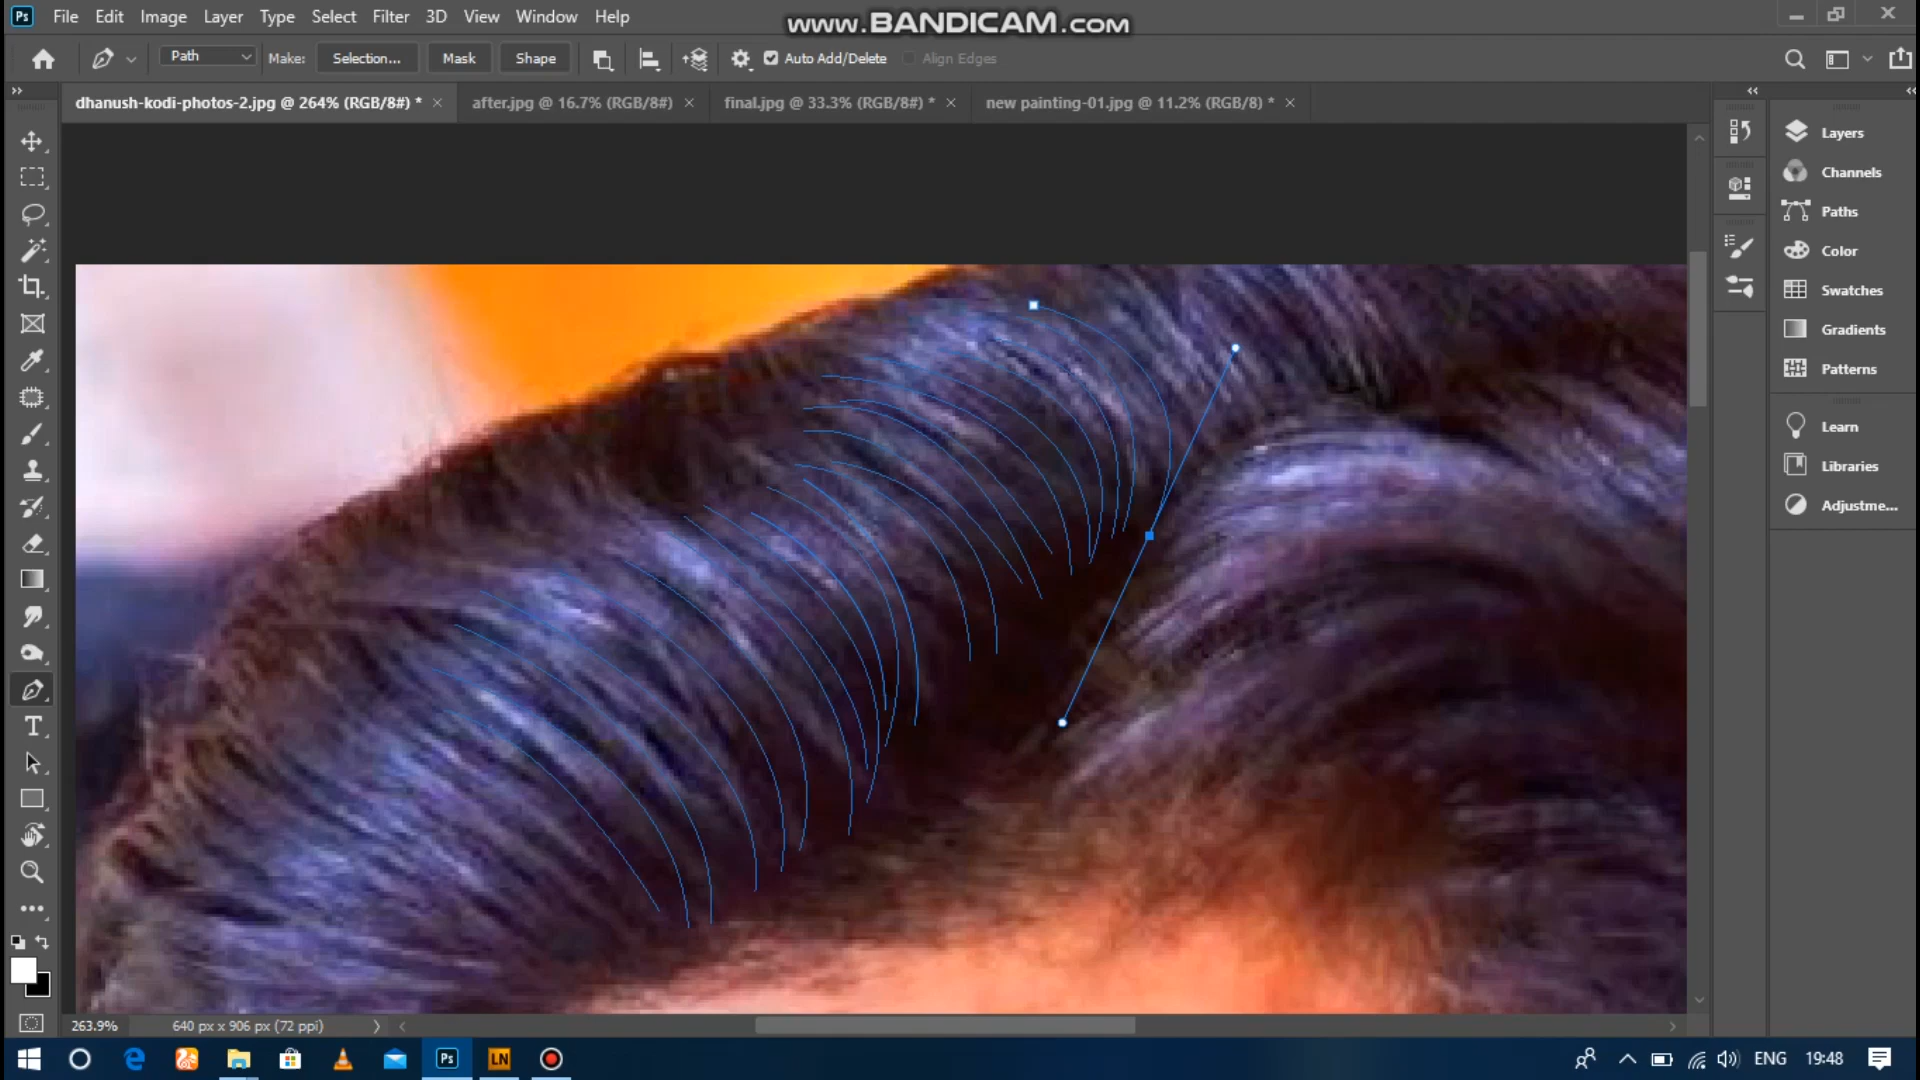 Ps File Edit Image Layer Type Select Filter 3D View Window Help
www.BANDICAM.com
Path Make: Selection... Mask Shape Auto Add/Delete Align Edges
dhanush-kodi-photos-2.jpg @ 264% (RGB/8#) * × after.jpg @ 16.7% (RGB/8#) × final.jpg @ 33.3% (RGB/8#) * × new painting-01.jpg @ 11.2% (RGB/8) * ×
Layers
Channels
Paths
Color
Swatches
Gradients
Patterns
Learn
Libraries
Adjustme...
T
263.9% 640 px x 906 px (72 ppi)
Ps LN ENG 19:48